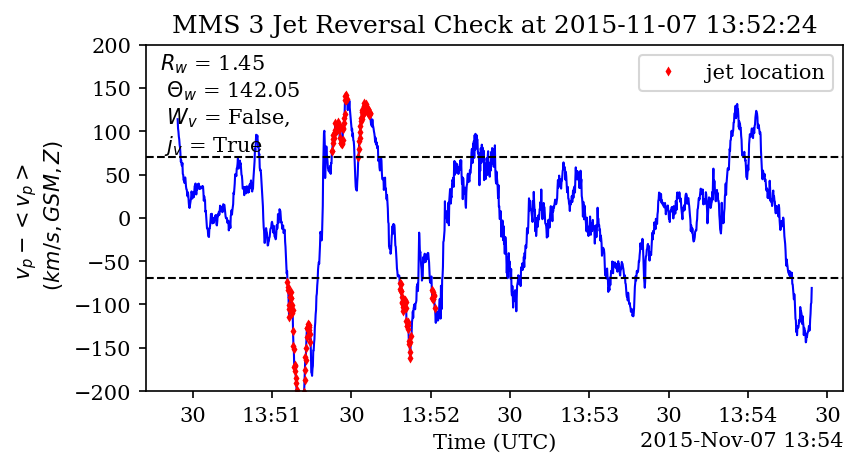 MMS 3 Jet Reversal Check at 2015-11-07 13:52:24
R_w = 1.45
Θ_w = 142.05
W_v = False,
j_v = True
jet location
v_p − < v_p >
(km/s, GSM, Z)
200
150
100
50
0
−50
−100
−150
−200
30 13:51 30 13:52 30 13:53 30 13:54 30
Time (UTC)
2015-Nov-07 13:54